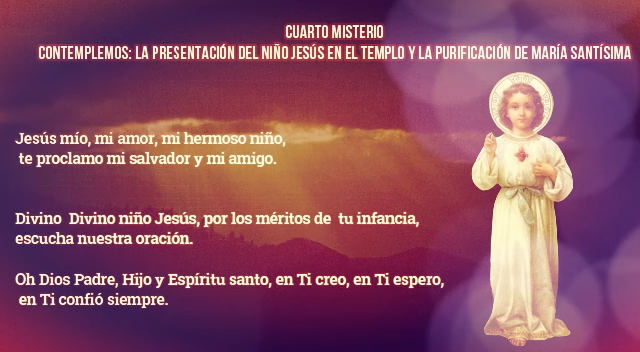 CUARTO MISTERIO
CONTEMPLEMOS: LA PRESENTACIÓN DEL NIÑO JESÚS EN EL TEMPLO Y LA PURIFICACIÓN DE MARÍA SANTÍSIMA
Jesús mío, mi amor, mi hermoso niño,
te proclamo mi salvador y mi amigo.
Divino Divino niño Jesús, por los méritos de tu infancia,
escucha nuestra oración.
Oh Dios Padre, Hijo y Espíritu santo, en Ti creo, en Ti espero,
en Ti confió siempre.